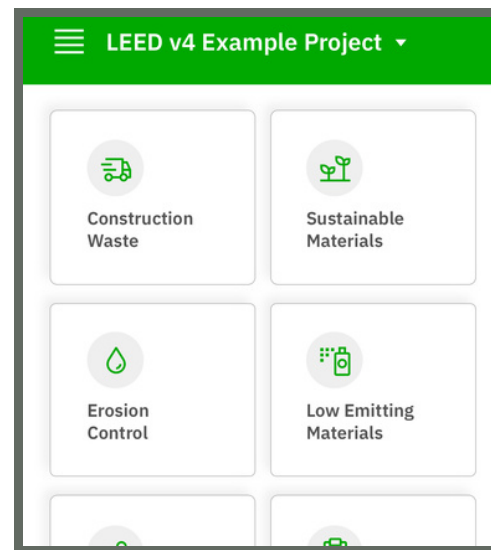 LEED v4 Example Project
Construction
Waste
Sustainable
Materials
Erosion
Control
Low Emitting
Materials